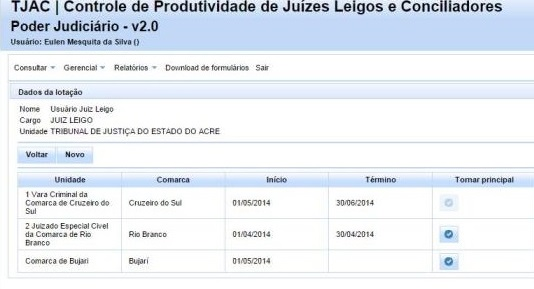 TJAC | Controle de Produtividade de Juízes Leigos e Conciliadores
Poder Judiciário - v2.0
Usuário: Eulen Mesquita da Silva ()
Consultar Gerencial Relatórios Download de formulários Sair
Dados da lotação
Nome Usuário Juiz Leigo
Cargo JUIZ LEIGO
Unidade TRIBUNAL DE JUSTIÇA DO ESTADO DO ACRE
Voltar Novo
Unidade Comarca Início Término Tornar principal
1 Vara Criminal da
Comarca de Cruzeiro do
Sul
Cruzeiro do Sul 01/05/2014 30/06/2014
2 Juizado Especial Cível
da Comarca de Rio
Branco
Rio Branco 01/04/2014 30/04/2014
Comarca de Bujari Bujari 01/05/2014